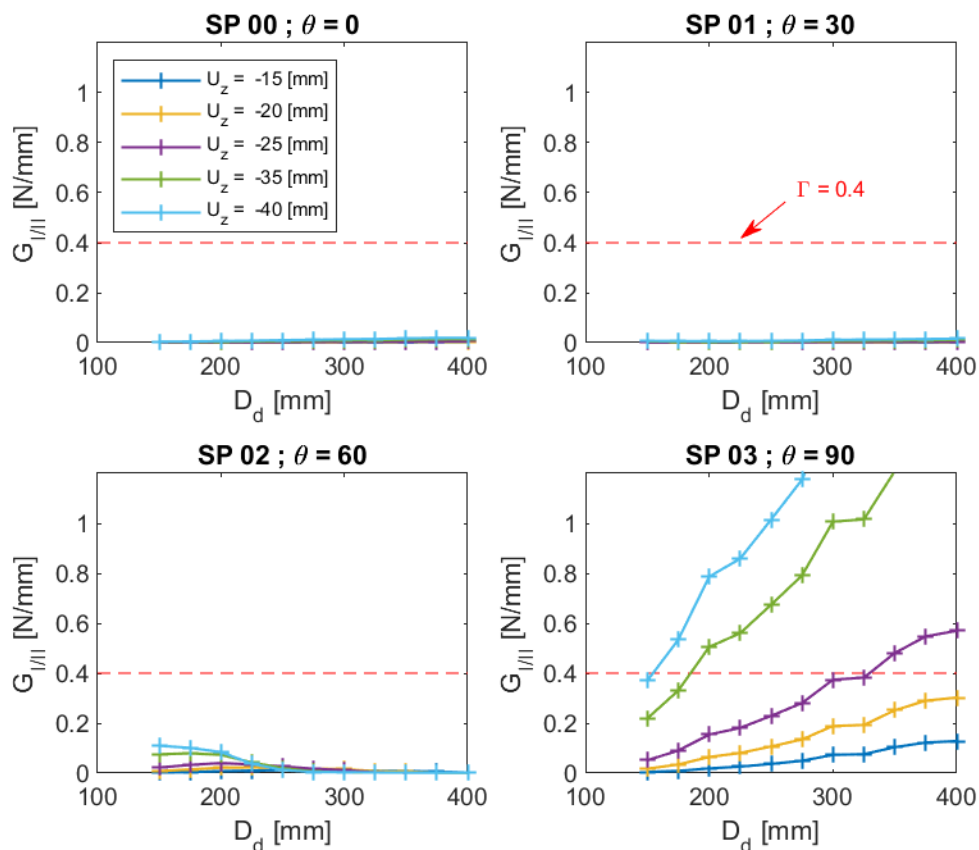 SP 00 ; θ = 0
G_I/II [N/mm]
1
0.8
0.6
0.4
0.2
0
U_z = -15 [mm]
U_z = -20 [mm]
U_z = -25 [mm]
U_z = -35 [mm]
U_z = -40 [mm]
100 200 300 400
D_d [mm]
SP 01 ; θ = 30
G_I/II [N/mm]
1
0.8
0.6
0.4
0.2
0
Γ = 0.4
100 200 300 400
D_d [mm]
SP 02 ; θ = 60
G_I/II [N/mm]
1
0.8
0.6
0.4
0.2
0
100 200 300 400
D_d [mm]
SP 03 ; θ = 90
G_I/II [N/mm]
1
0.8
0.6
0.4
0.2
0
100 200 300 400
D_d [mm]